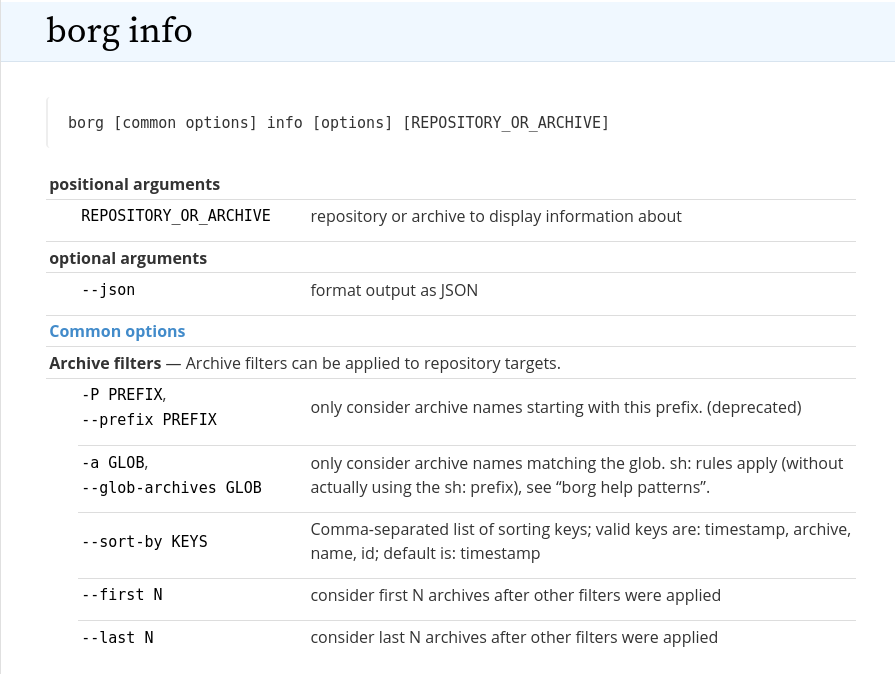 borg info
borg [common options] info [options] [REPOSITORY_OR_ARCHIVE]
positional arguments
REPOSITORY_OR_ARCHIVE repository or archive to display information about
optional arguments
--json format output as JSON
Common options
Archive filters — Archive filters can be applied to repository targets.
-P PREFIX,
--prefix PREFIX
only consider archive names starting with this prefix. (deprecated)
-a GLOB,
--glob-archives GLOB
only consider archive names matching the glob. sh: rules apply (without
actually using the sh: prefix), see “borg help patterns”.
--sort-by KEYS
Comma-separated list of sorting keys; valid keys are: timestamp, archive,
name, id; default is: timestamp
--first N consider first N archives after other filters were applied
--last N consider last N archives after other filters were applied